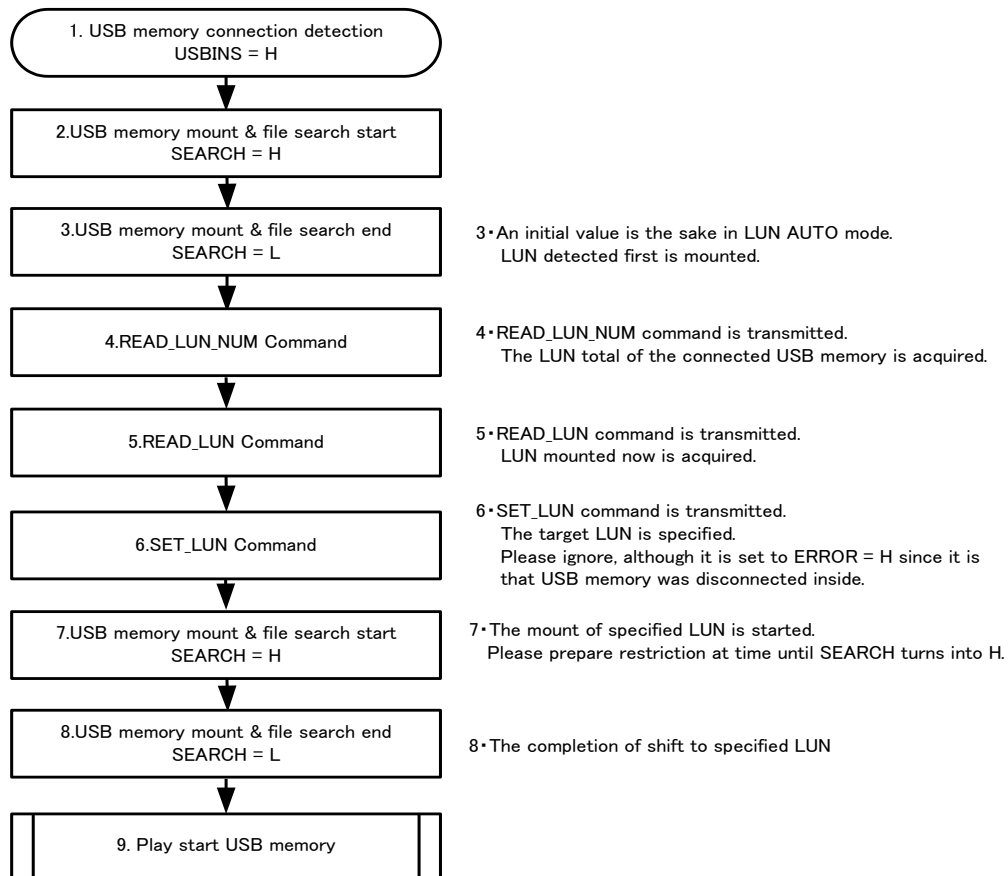 1. USB memory connection detection
USBINS = H
2.USB memory mount & file search start
SEARCH = H
3.USB memory mount & file search end
SEARCH = L
3・An initial value is the sake in LUN AUTO mode.
LUN detected first is mounted.
4.READ_LUN_NUM Command
4・READ_LUN_NUM command is transmitted.
The LUN total of the connected USB memory is acquired.
5.READ_LUN Command
5・READ_LUN command is transmitted.
LUN mounted now is acquired.
6.SET_LUN Command
6・SET_LUN command is transmitted.
The target LUN is specified.
Please ignore, although it is set to ERROR = H since it is
that USB memory was disconnected inside.
7.USB memory mount & file search start
SEARCH = H
7・The mount of specified LUN is started.
Please prepare restriction at time until SEARCH turns into H.
8.USB memory mount & file search end
SEARCH = L
8・The completion of shift to specified LUN
9. Play start USB memory